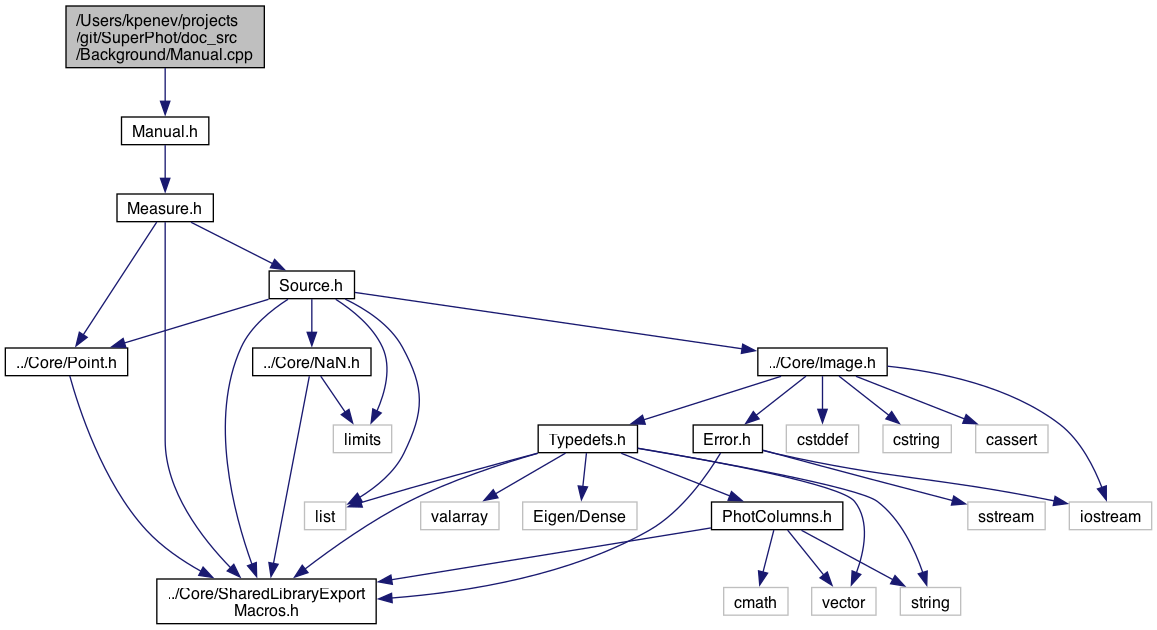 /Users/kpenev/projects
/git/SuperPhot/doc_src
/Background/Manual.cpp
Manual.h
Measure.h
Source.h
../Core/Point.h
../Core/NaN.h
../Core/Image.h
limits
Typedefs.h
Error.h
cstddef
cstring
cassert
list
valarray
Eigen/Dense
PhotColumns.h
sstream
iostream
../Core/SharedLibraryExport
Macros.h
cmath
vector
string